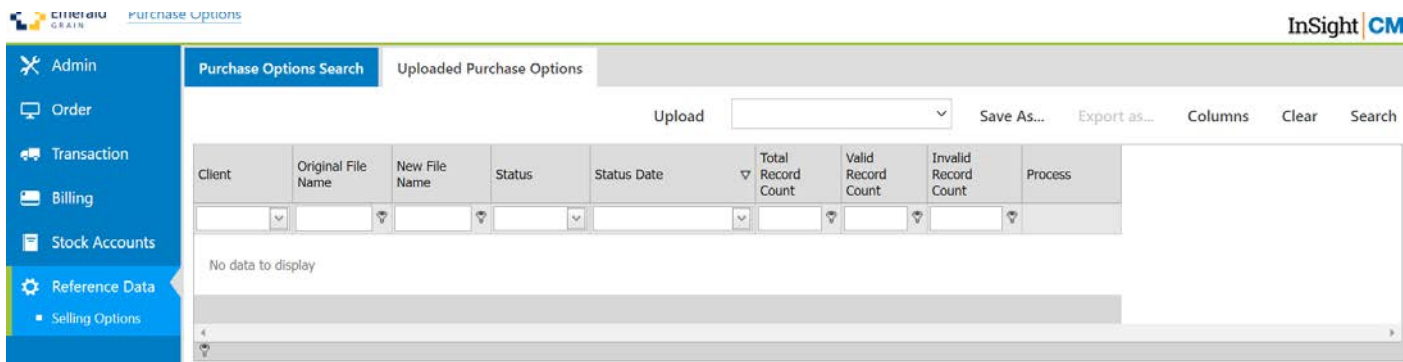 Emerald
GRAIN
Purchase Options
InSight CM
Admin
Order
Transaction
Billing
Stock Accounts
Reference Data
Selling Options
Purchase Options Search
Uploaded Purchase Options
Upload
Save As...
Export as...
Columns
Clear
Search
Client
Original File
Name
New File
Name
Status
Status Date
Total
Record
Count
Valid
Record
Count
Invalid
Record
Count
Process
No data to display